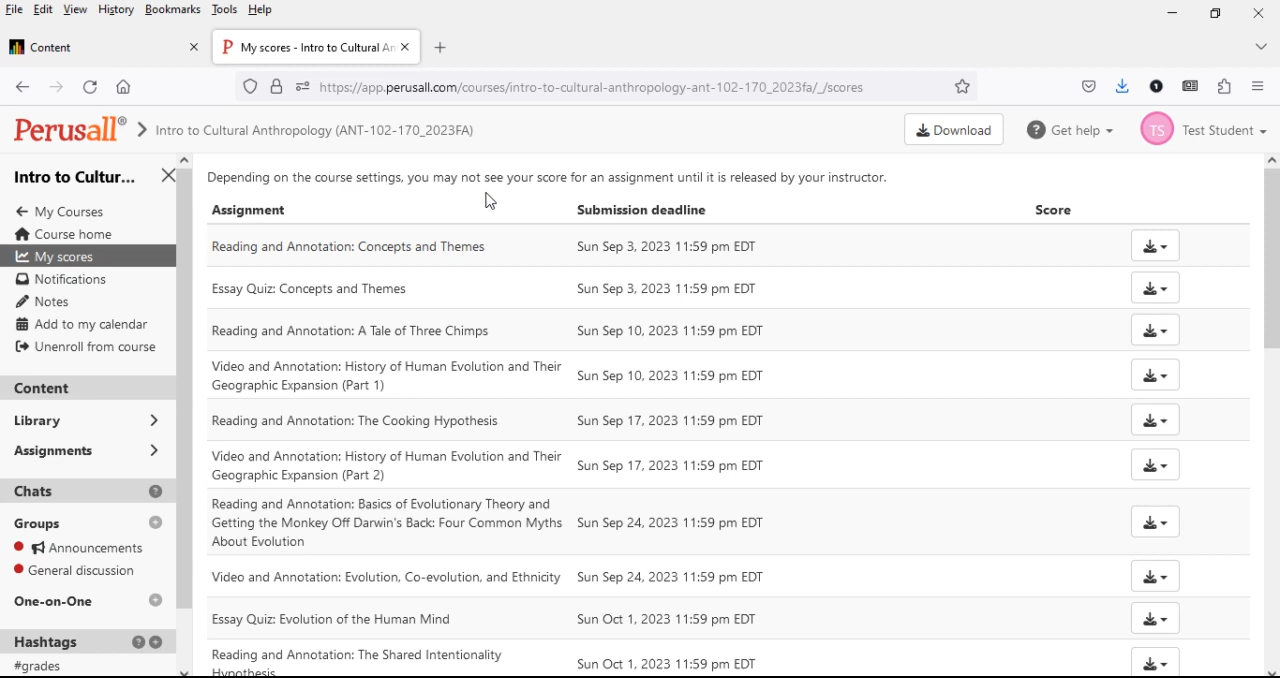 File Edit View History Bookmarks Tools Help
Content
My scores - Intro to Cultural An
https://app.perusall.com/courses/intro-to-cultural-anthropology-ant-102-170_2023fa/_/scores
Perusall® Intro to Cultural Anthropology (ANT-102-170_2023FA)
Download
Get help
TS Test Student
Intro to Cultur...
My Courses
Course home
My scores
Notifications
Notes
Add to my calendar
Unenroll from course
Content
Library
Assignments
Chats
Groups
Announcements
General discussion
One-on-One
Hashtags
#grades
Depending on the course settings, you may not see your score for an assignment until it is released by your instructor.
Assignment Submission deadline Score
Reading and Annotation: Concepts and Themes Sun Sep 3, 2023 11:59 pm EDT
Essay Quiz: Concepts and Themes Sun Sep 3, 2023 11:59 pm EDT
Reading and Annotation: A Tale of Three Chimps Sun Sep 10, 2023 11:59 pm EDT
Video and Annotation: History of Human Evolution and Their
Geographic Expansion (Part 1) Sun Sep 10, 2023 11:59 pm EDT
Reading and Annotation: The Cooking Hypothesis Sun Sep 17, 2023 11:59 pm EDT
Video and Annotation: History of Human Evolution and Their
Geographic Expansion (Part 2) Sun Sep 17, 2023 11:59 pm EDT
Reading and Annotation: Basics of Evolutionary Theory and
Getting the Monkey Off Darwin's Back: Four Common Myths Sun Sep 24, 2023 11:59 pm EDT
About Evolution
Video and Annotation: Evolution, Co-evolution, and Ethnicity Sun Sep 24, 2023 11:59 pm EDT
Essay Quiz: Evolution of the Human Mind Sun Oct 1, 2023 11:59 pm EDT
Reading and Annotation: The Shared Intentionality
Hypothesis Sun Oct 1, 2023 11:59 pm EDT